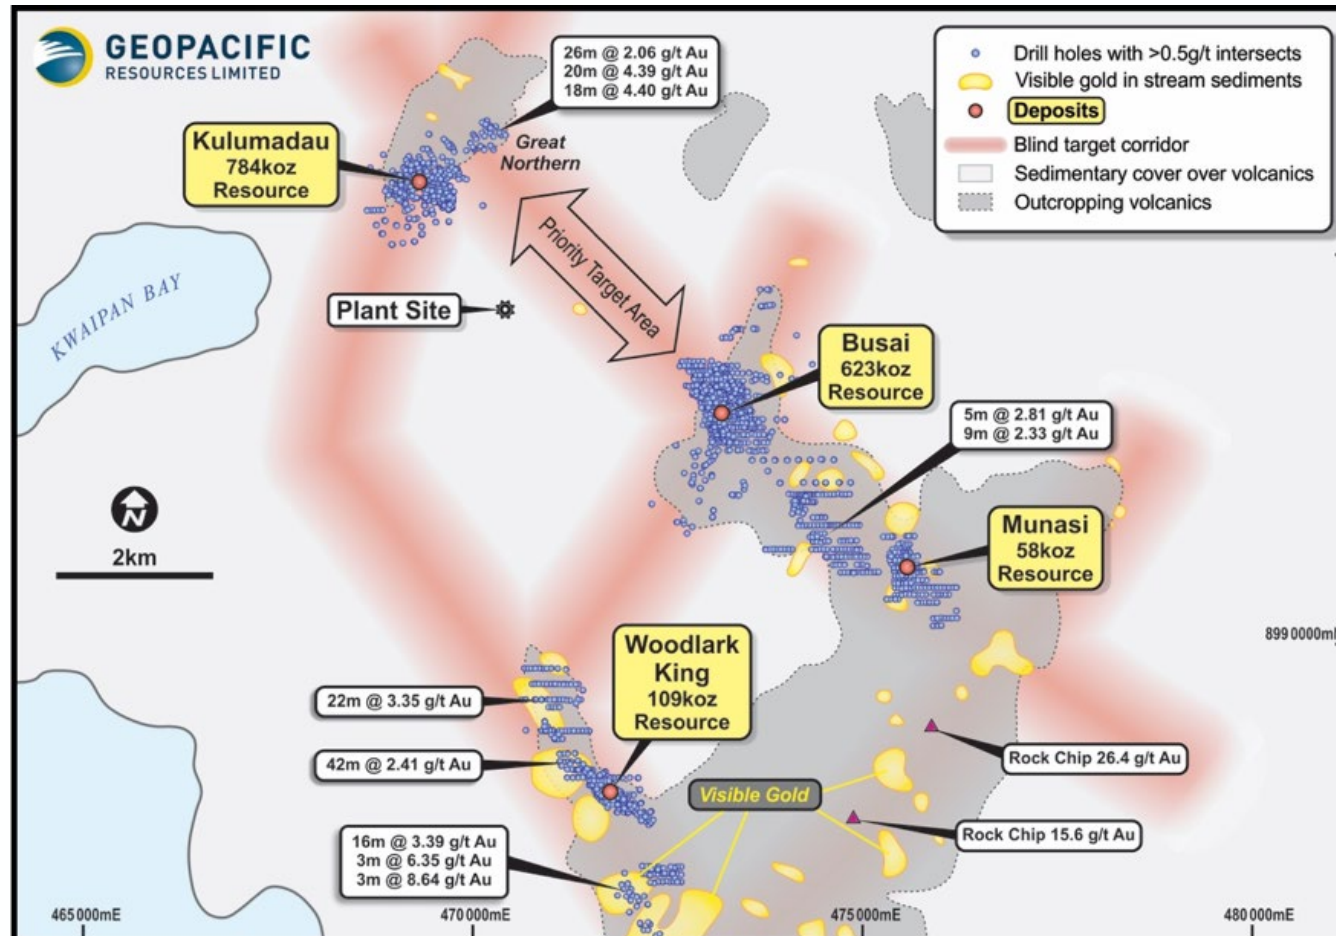 GEOPACIFIC
RESOURCES LIMITED
26m @ 2.06 g/t Au
20m @ 4.39 g/t Au
18m @ 4.40 g/t Au
Drill holes with >0.5g/t intersects
Visible gold in stream sediments
Deposits
Blind target corridor
Sedimentary cover over volcanics
Outcropping volcanics
Kulumadau
784koz
Resource
Great
Northern
Priority Target Area
KWAIPAN BAY
Plant Site
Busai
623koz
Resource
5m @ 2.81 g/t Au
9m @ 2.33 g/t Au
N
2km
Munasi
58koz
Resource
899 0000m
Woodlark
King
109koz
Resource
22m @ 3.35 g/t Au
42m @ 2.41 g/t Au
Rock Chip 26.4 g/t Au
Visible Gold
Rock Chip 15.6 g/t Au
16m @ 3.39 g/t Au
3m @ 6.35 g/t Au
3m @ 8.64 g/t Au
465 000mE
470 000mE
475 000mE
480 000mE